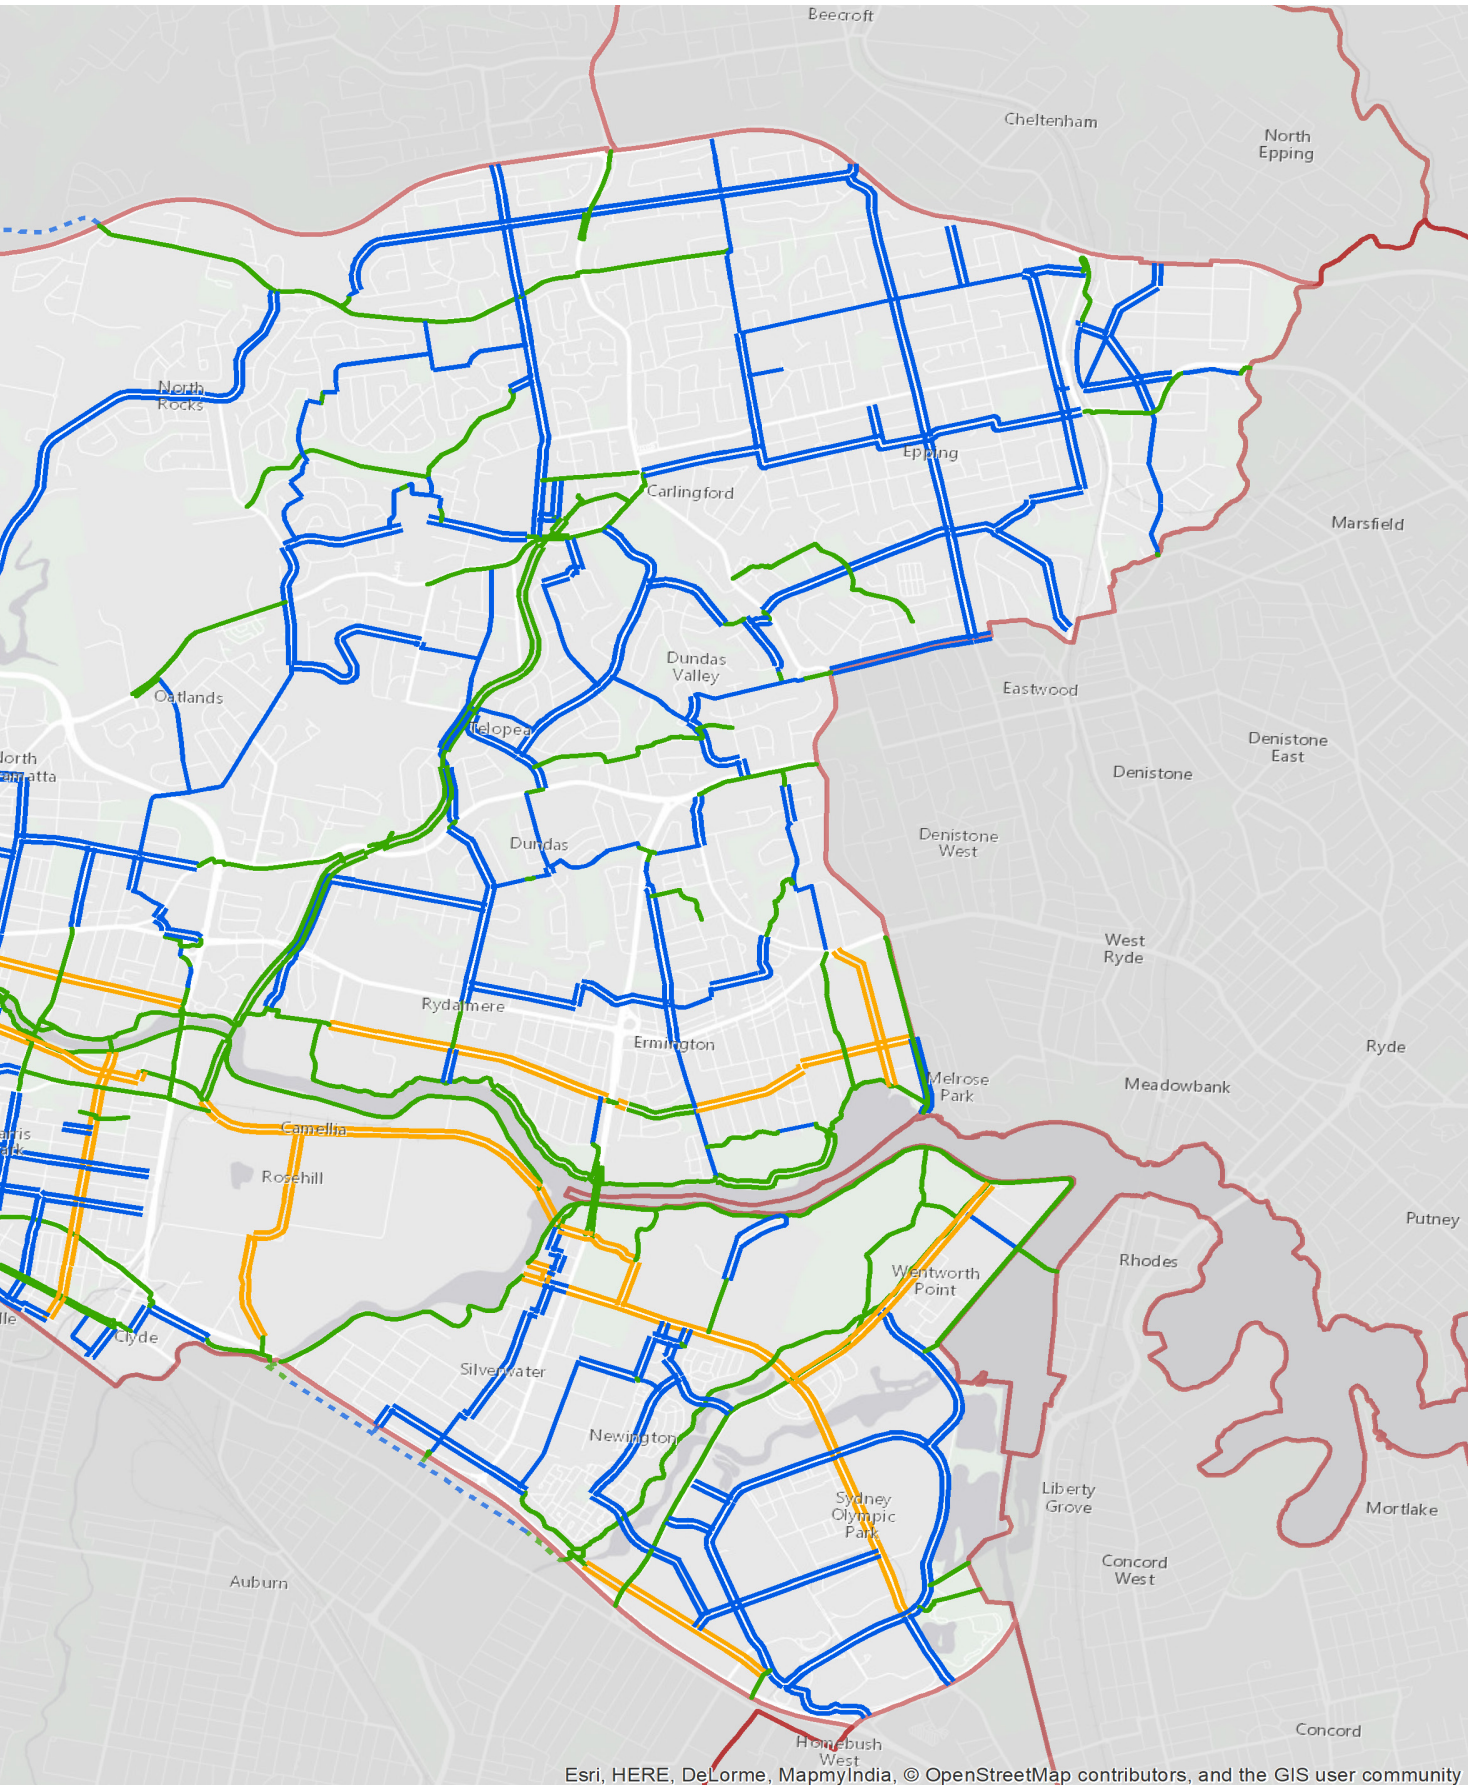 Beecroft
Cheltenham
North
Epping
North
Rocks
Epping
Carlingford
Marsfield
Dundas
Valley
Eastwood
Oatlands
Telopea
Denistone
East
Denistone
Dundas
Denistone
West
West
Ryde
Rydalmere
Ermington
Ryde
Melrose
Park
Meadowbank
Camellia
Rosehill
Putney
Rhodes
Wentworth
Point
Clyde
Silverwater
Newington
Sydney
Olympic
Park
Liberty
Grove
Mortlake
Concord
West
Auburn
Concord
Homebush
West
Esri, HERE, DeLorme, MapmyIndia, © OpenStreetMap contributors, and the GIS user community